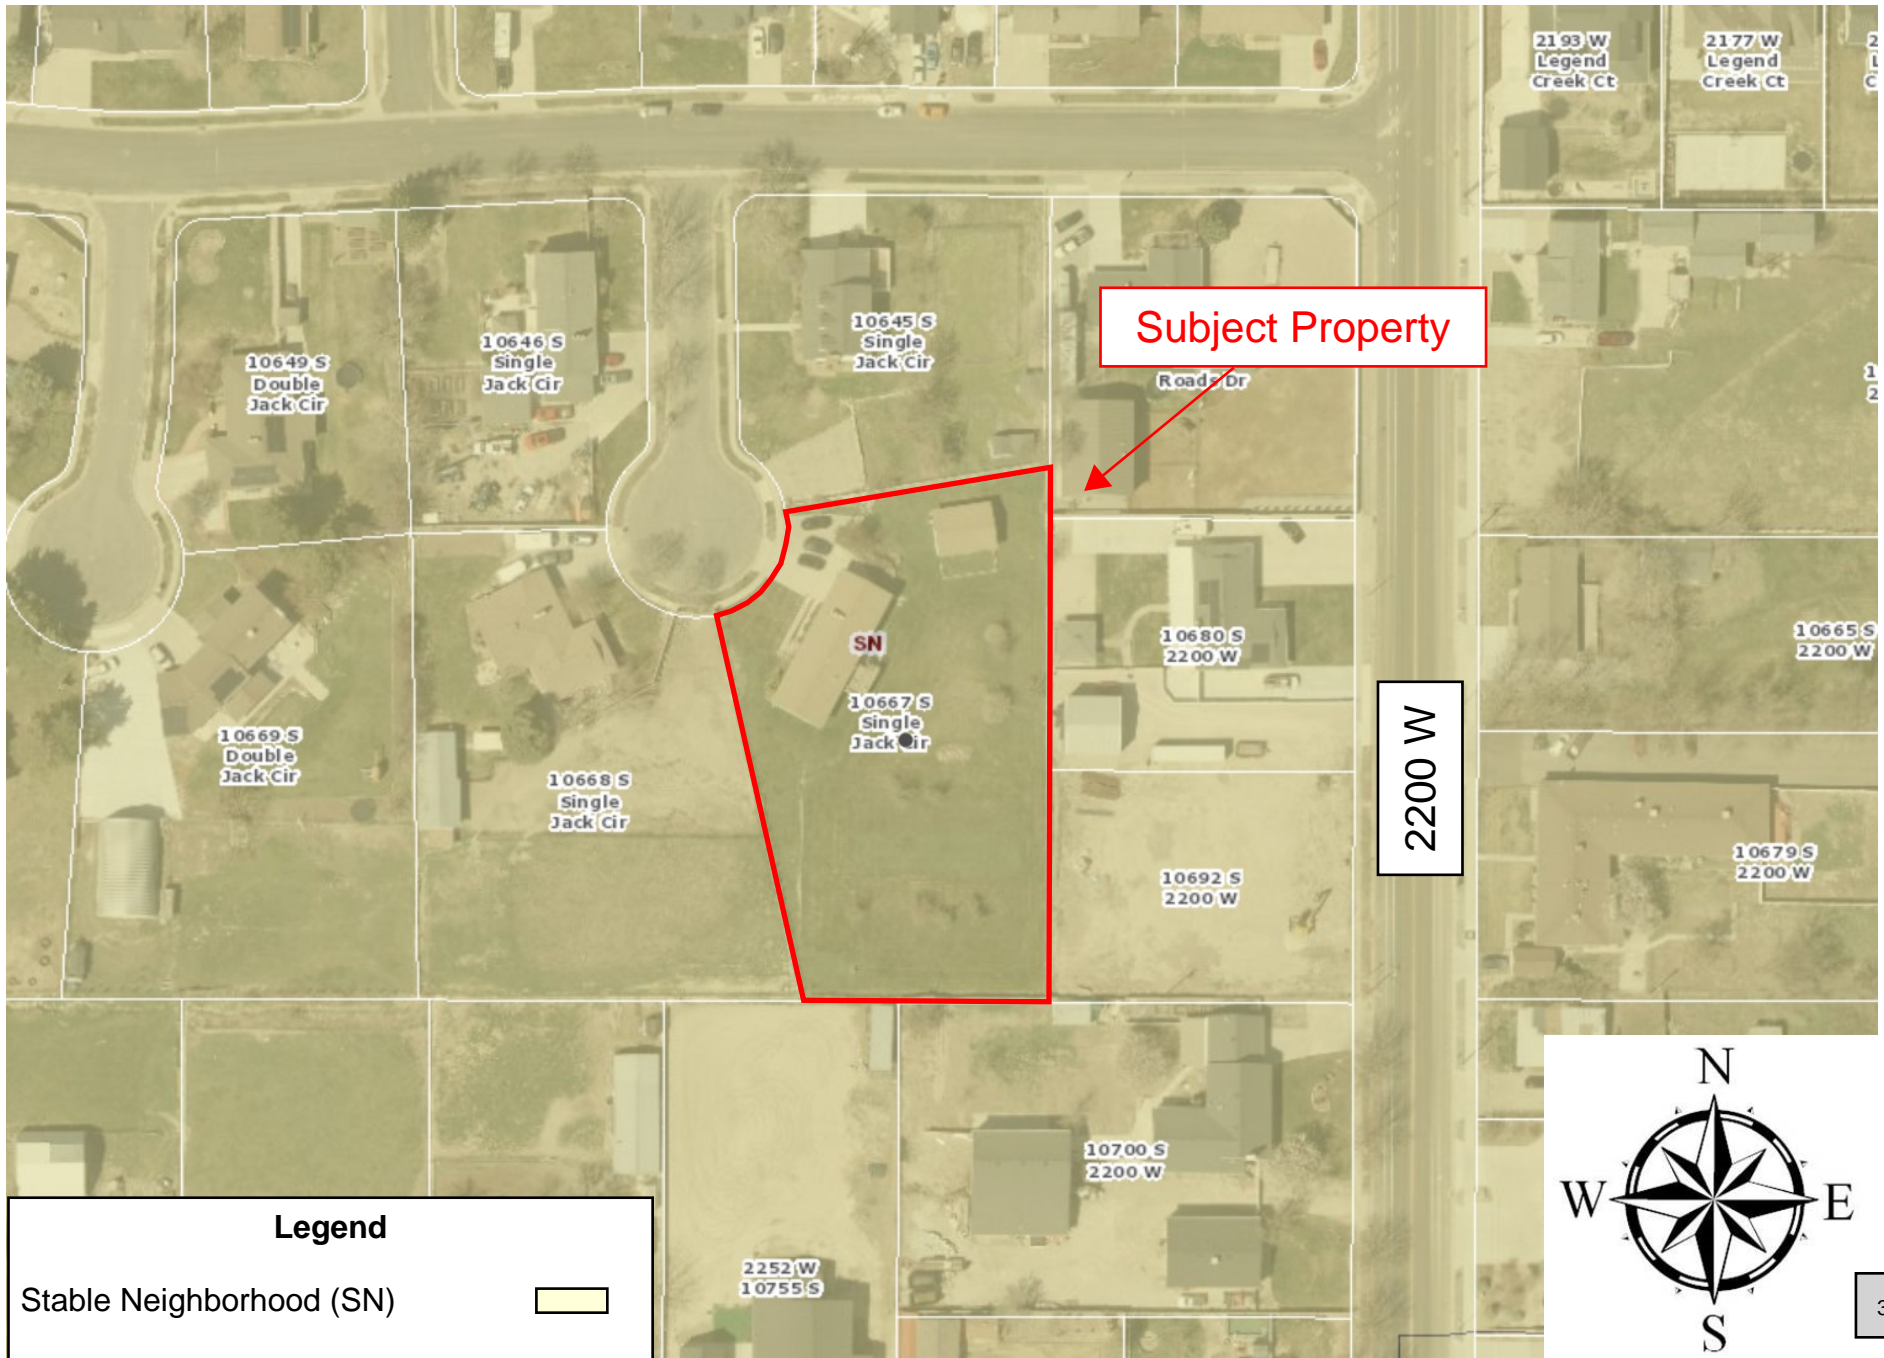 2193 W
Legend
Creek Ct
2177 W
Legend
Creek Ct
10645 S
Single
Jack Cir
10646 S
Single
Jack Cir
10649 S
Double
Jack Cir
Subject Property
Roads Dr
SN
10667 S
Single
Jack Cir
10680 S
2200 W
10665 S
2200 W
2200 W
10669 S
Double
Jack Cir
10668 S
Single
Jack Cir
10692 S
2200 W
10679 S
2200 W
10700 S
2200 W
2252 W
10755 S
Legend
Stable Neighborhood (SN)
N
W
E
S
3